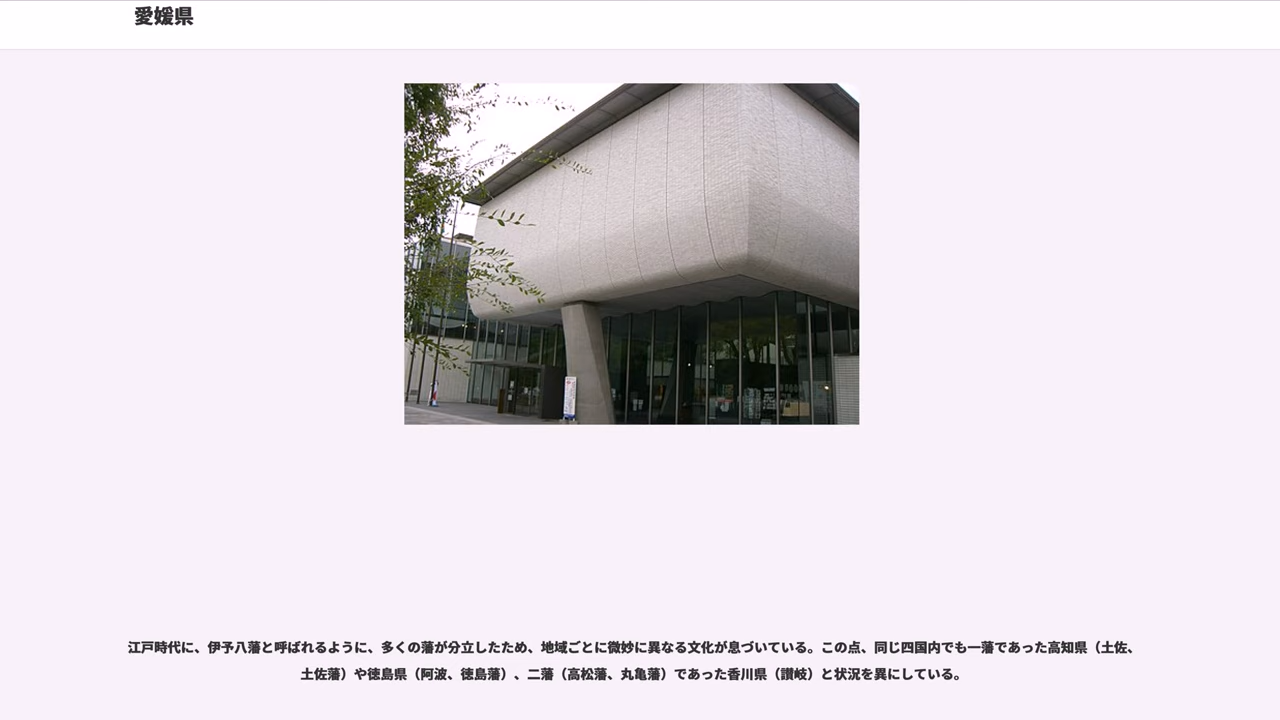 愛媛県
江戸時代に、伊予八藩と呼ばれるように、多くの藩が分立したため、地域ごとに微妙に異なる文化が息づいている。この点、同じ四国内でも一藩であった高知県（土佐、
土佐藩）や徳島県（阿波、徳島藩）、二藩（高松藩、丸亀藩）であった香川県（讃岐）と状況を異にしている。